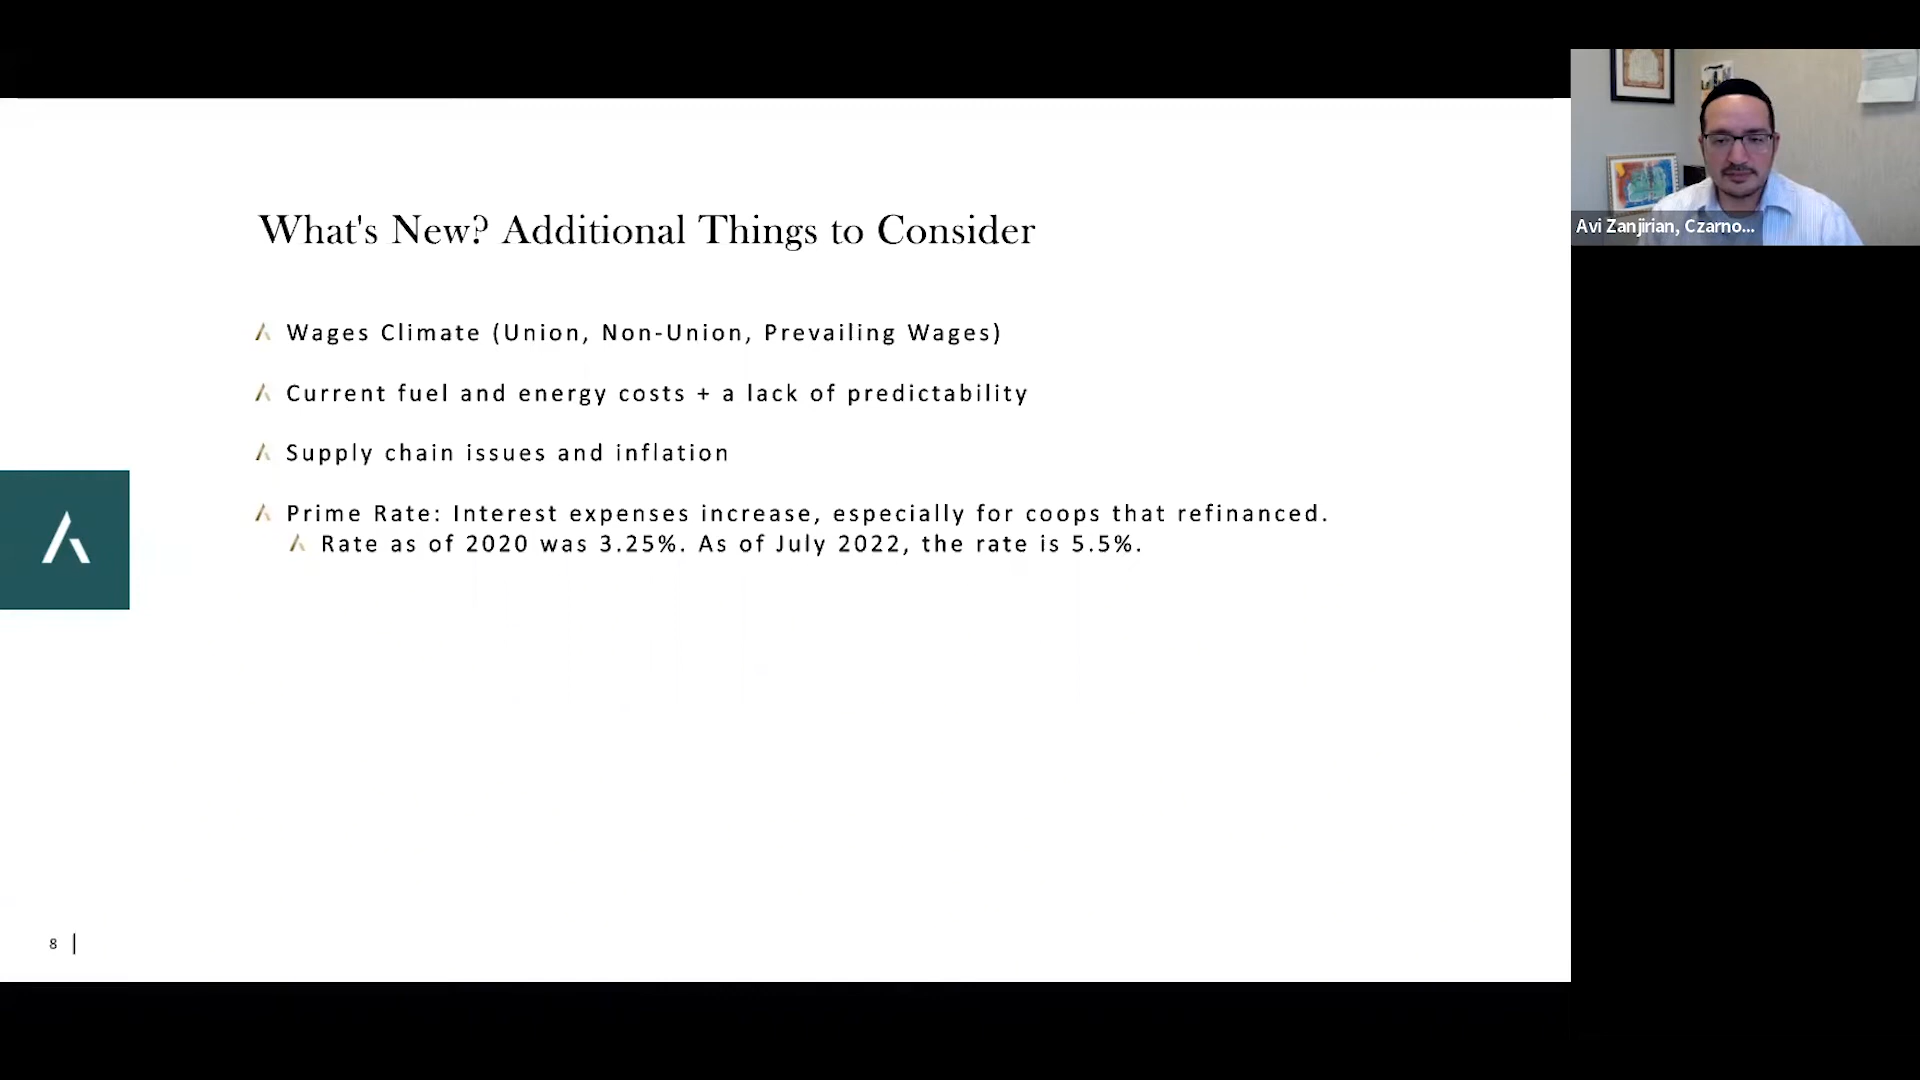 What's New? Additional Things to Consider
Wages Climate (Union, Non-Union, Prevailing Wages)
Current fuel and energy costs + a lack of predictability
Supply chain issues and inflation
Prime Rate: Interest expenses increase, especially for coops that refinanced.
Rate as of 2020 was 3.25%. As of July 2022, the rate is 5.5%.
8
Avi Zanjirian, Czarno...